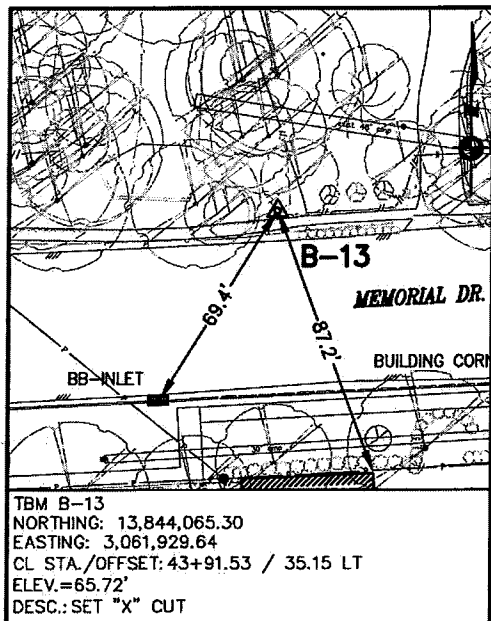 B-13
69.4'
87.2'
MEMORIAL DR.
BUILDING CORN
BB-INLET
TBM B-13
NORTHING: 13,844,065.30
EASTING: 3,061,929.64
CL STA./OFFSET: 43+91.53 / 35.15 LT
ELEV.=65.72'
DESC.: SET "X" CUT